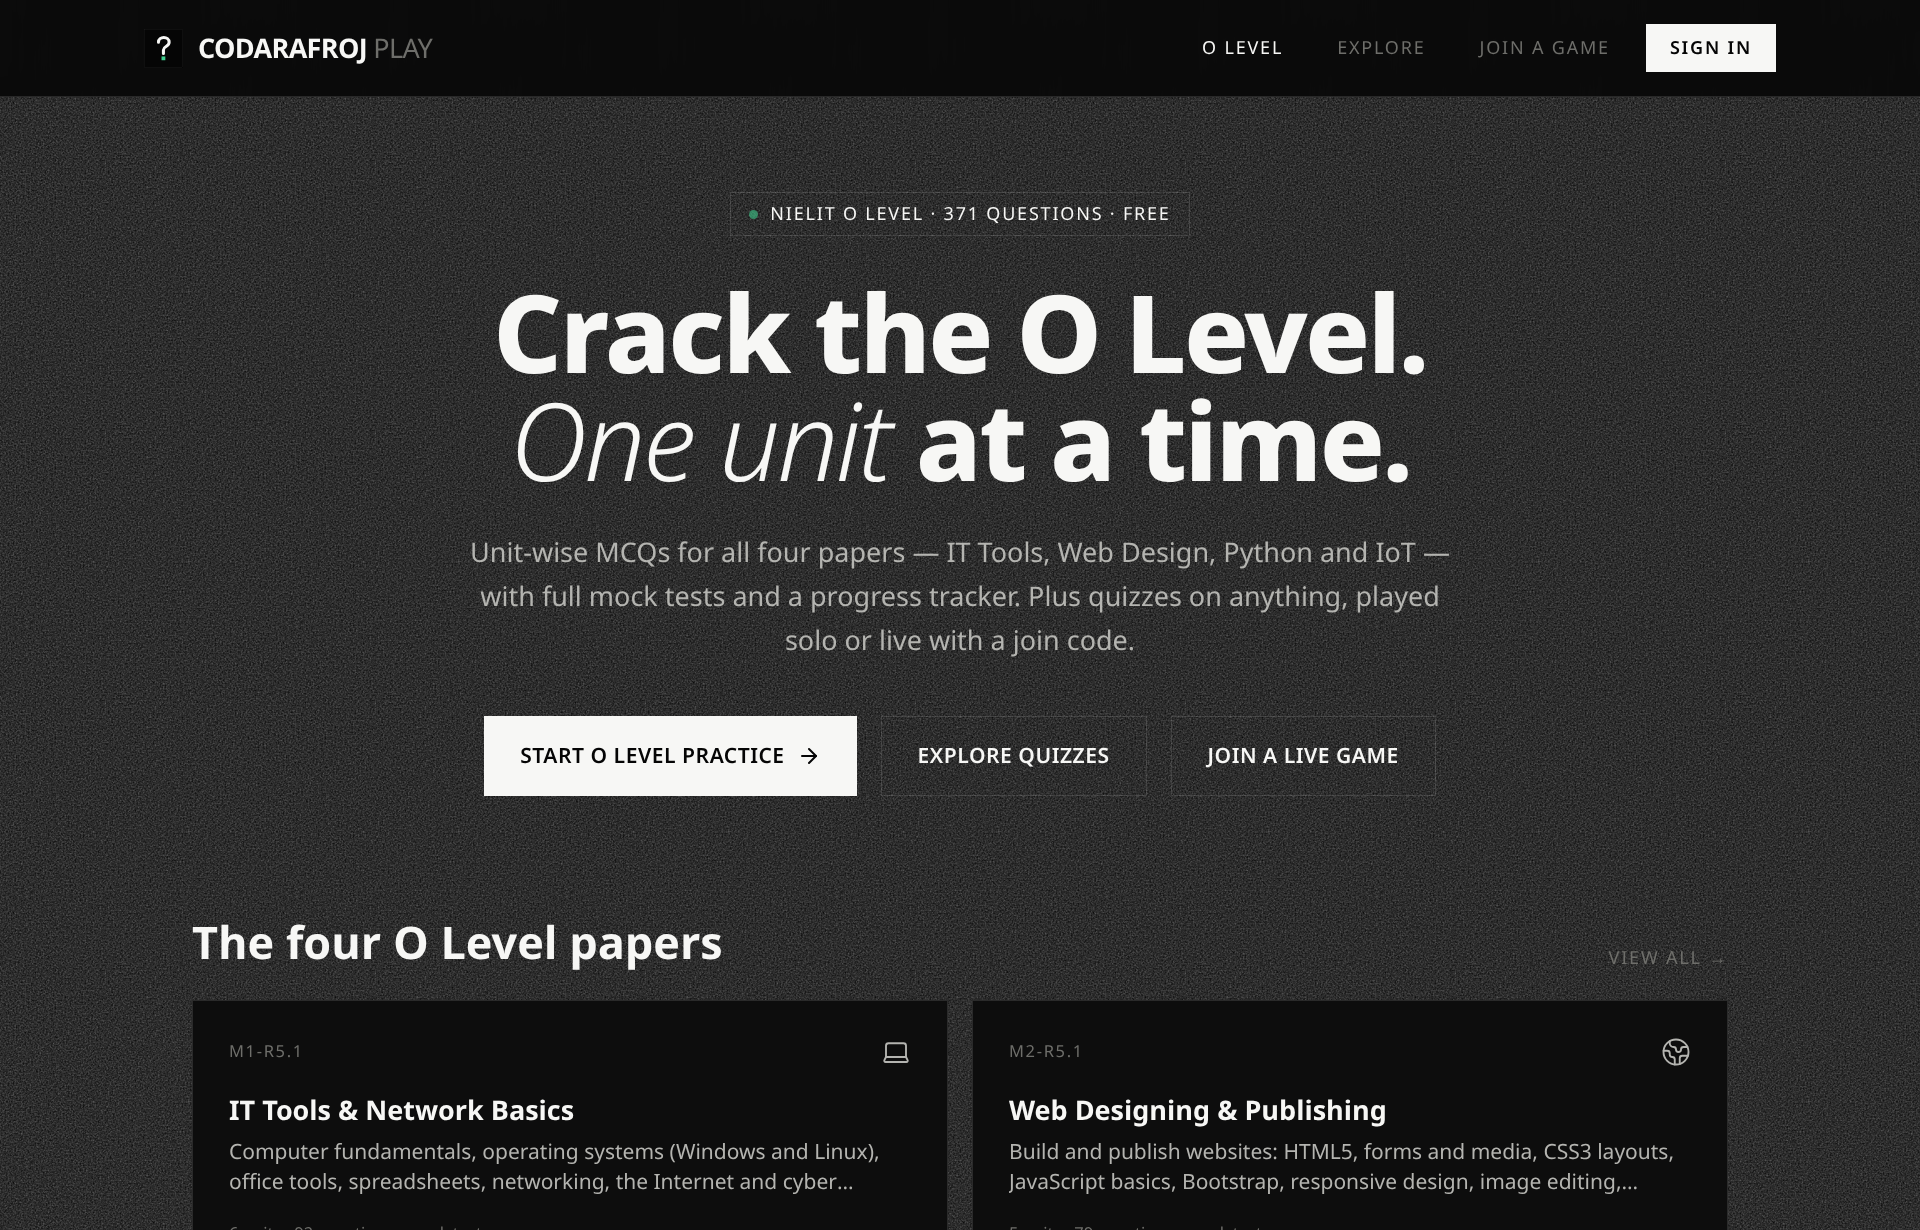 ?
CODARAFROJ PLAY
O LEVEL
EXPLORE
JOIN A GAME
SIGN IN
NIELIT O LEVEL · 371 QUESTIONS · FREE
Crack the O Level.
One unit at a time.
Unit-wise MCQs for all four papers — IT Tools, Web Design, Python and IoT —
with full mock tests and a progress tracker. Plus quizzes on anything, played
solo or live with a join code.
START O LEVEL PRACTICE →
EXPLORE QUIZZES
JOIN A LIVE GAME
The four O Level papers
VIEW ALL →
M1-R5.1
IT Tools & Network Basics
Computer fundamentals, operating systems (Windows and Linux),
office tools, spreadsheets, networking, the Internet and cyber...
M2-R5.1
Web Designing & Publishing
Build and publish websites: HTML5, forms and media, CSS3 layouts,
JavaScript basics, Bootstrap, responsive design, image editing,...